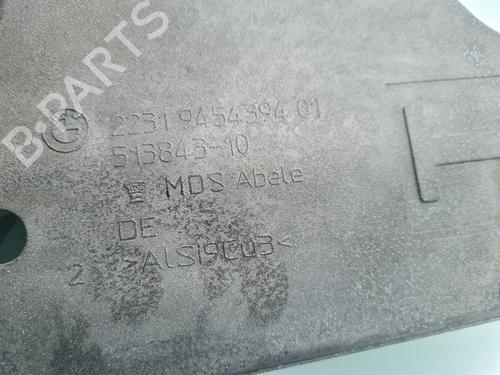 B-PARTS
2231 9454394 01
513843-10
MDS Abele
DE
2 >AlSi9Cu3<